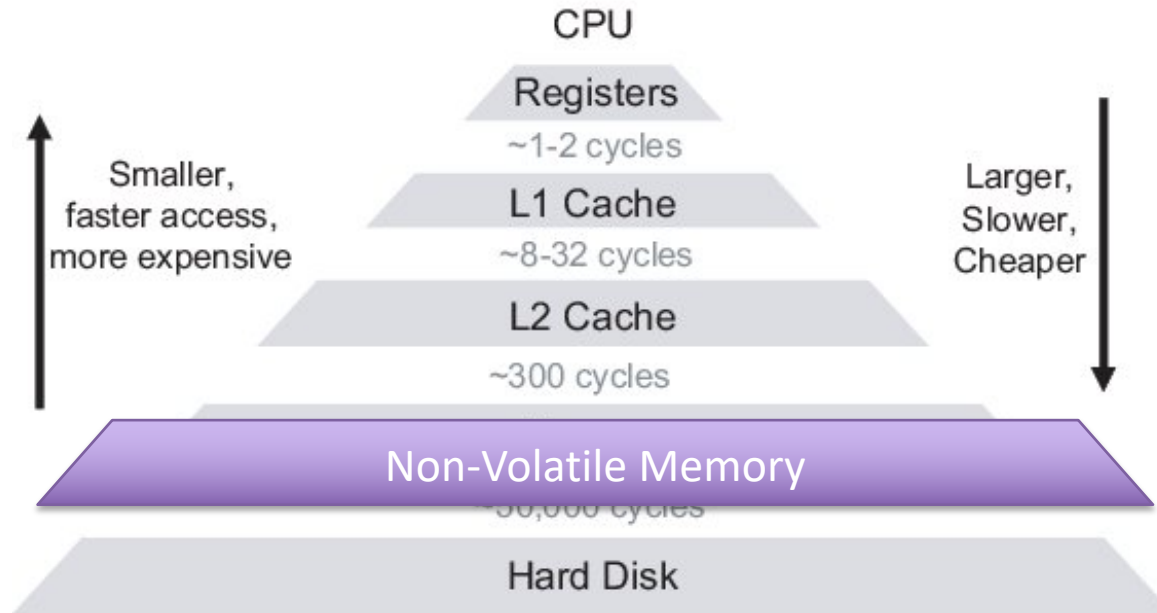 CPU
Registers
~1-2 cycles
Smaller,
faster access,
more expensive
L1 Cache
~8-32 cycles
Larger,
Slower,
Cheaper
L2 Cache
~300 cycles
Non-Volatile Memory
cycles
Hard Disk